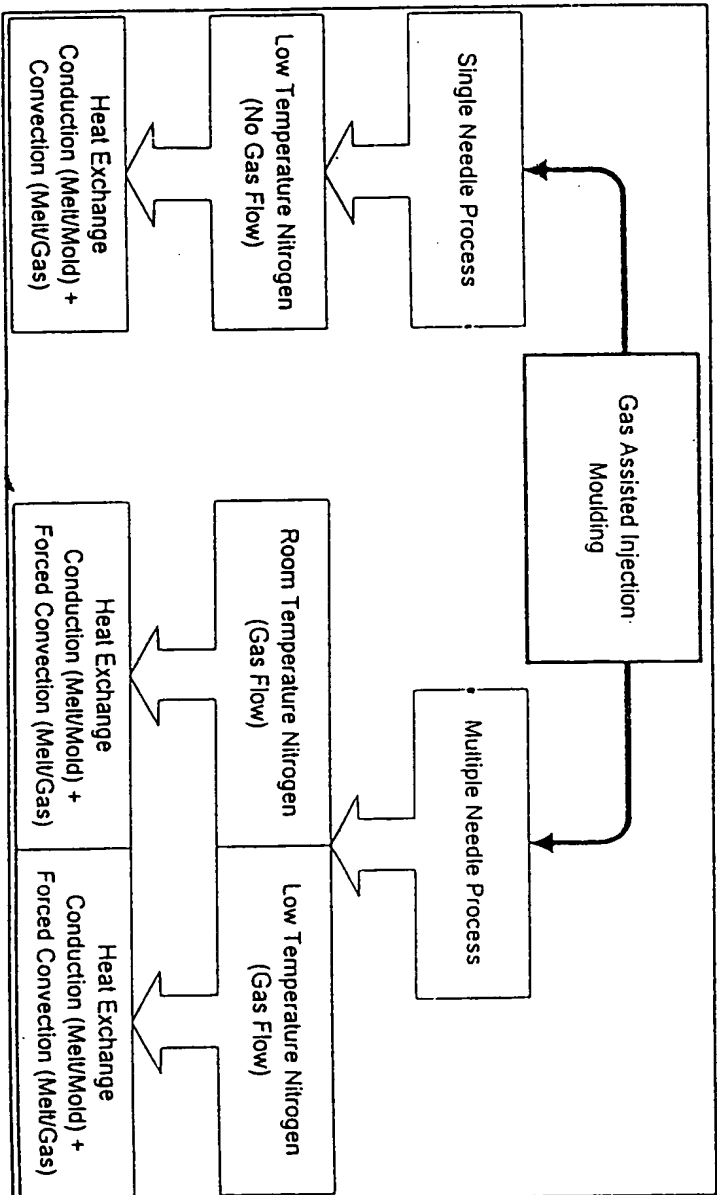 Gas Assisted Injection
Moulding
Single Needle Process
Multiple Needle Process
Low Temperature Nitrogen
(No Gas Flow)
Room Temperature Nitrogen
(Gas Flow)
Low Temperature Nitrogen
(Gas Flow)
Heat Exchange
Conduction (Melt/Mold) +
Convection (Melt/Gas)
Heat Exchange
Conduction (Melt/Mold) +
Forced Convection (Melt/Gas)
Heat Exchange
Conduction (Melt/Mold) +
Forced Convection (Melt/Gas)